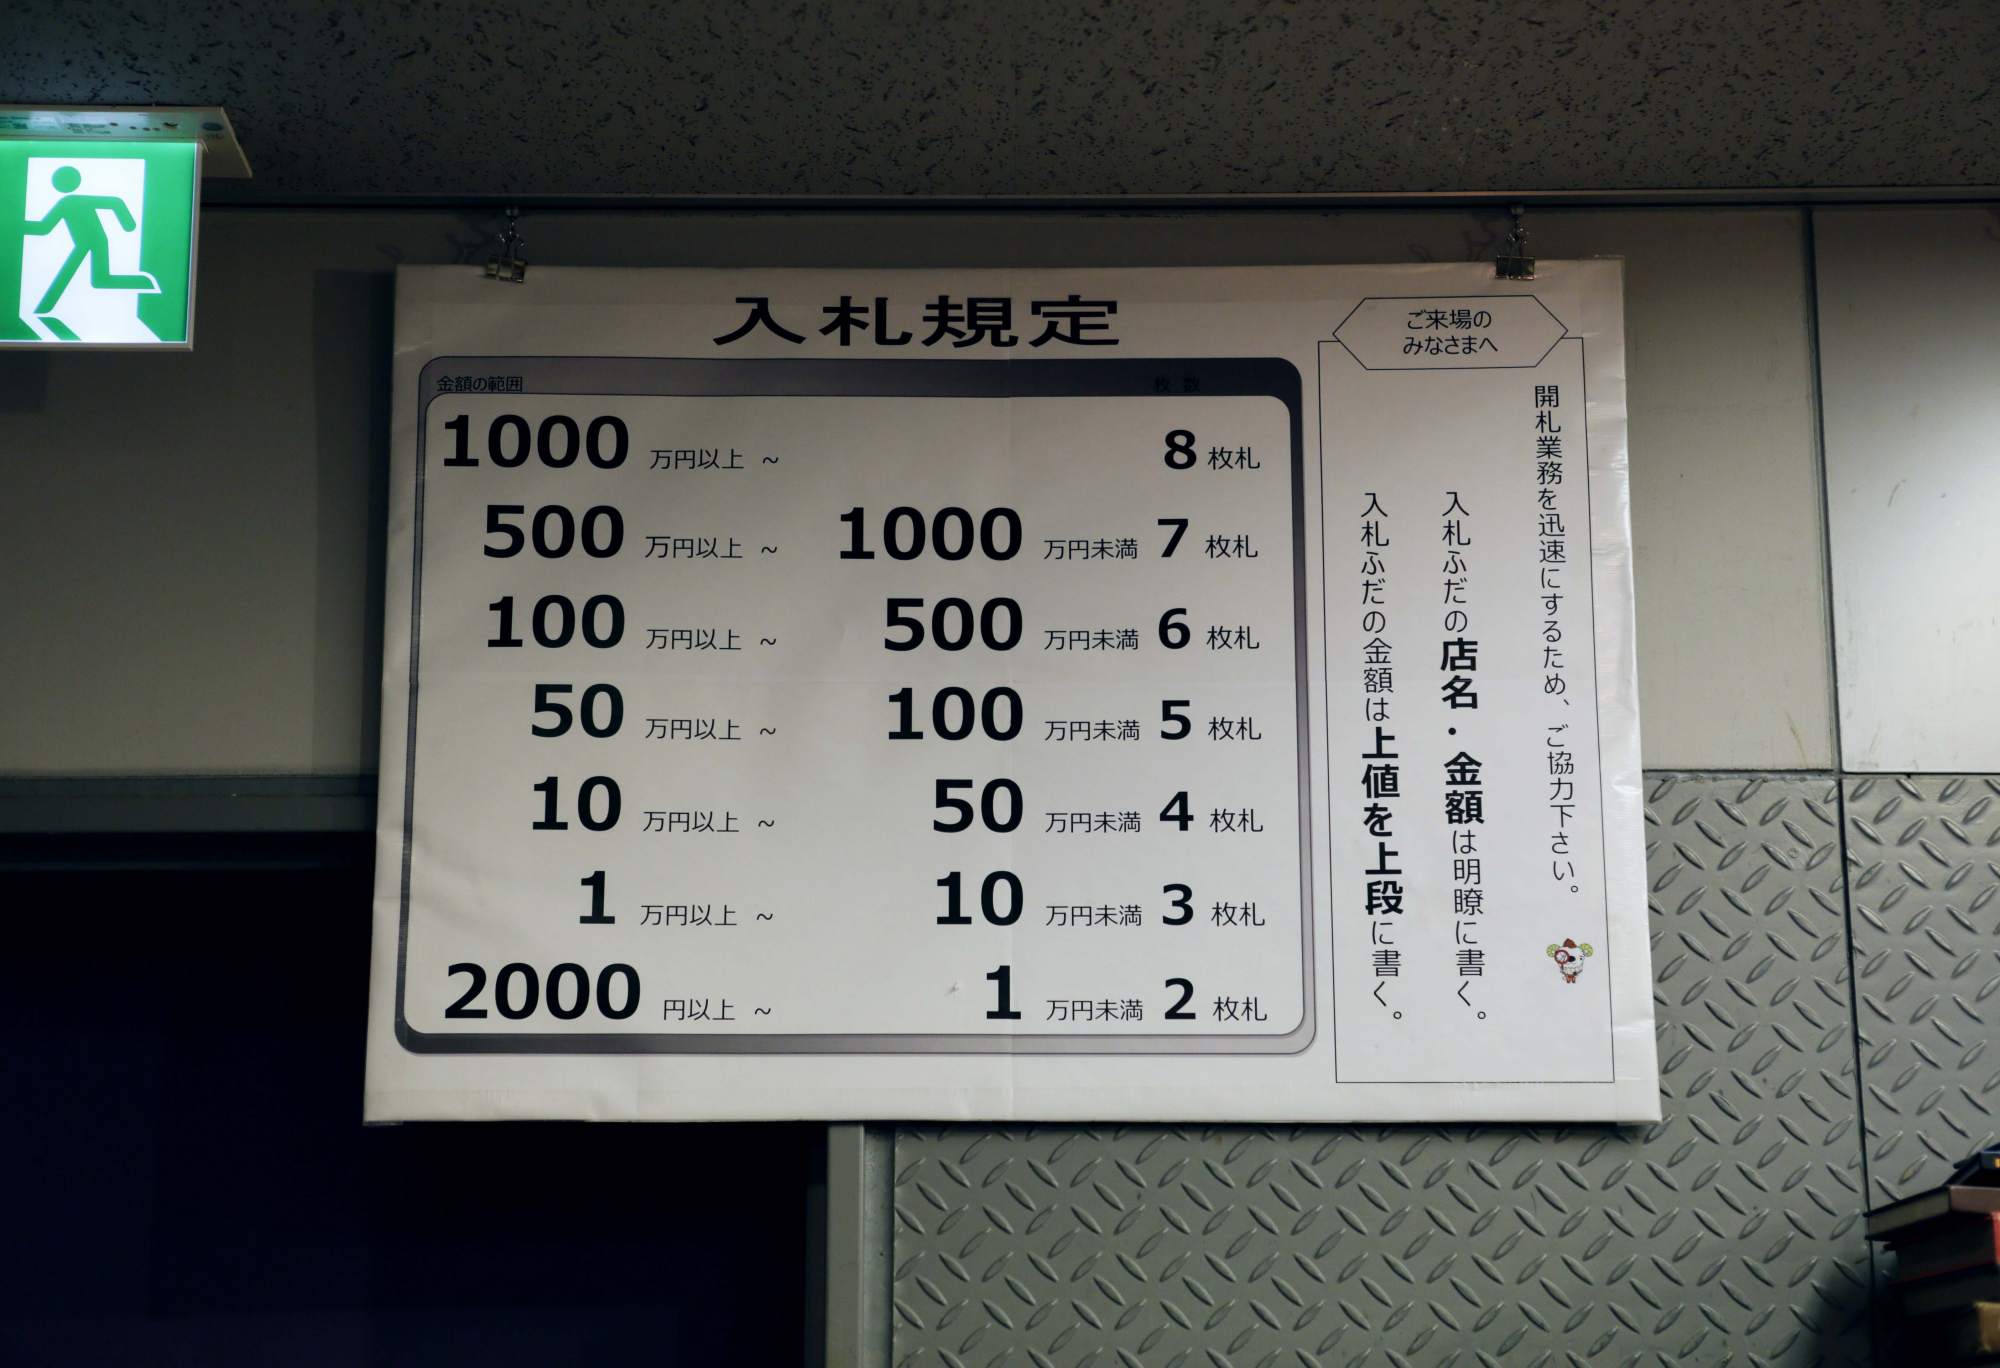 入札規定
金額の範囲 枚数
1000 万円以上 ~ 8 枚札
500 万円以上 ~ 1000 万円未満 7 枚札
100 万円以上 ~ 500 万円未満 6 枚札
50 万円以上 ~ 100 万円未満 5 枚札
10 万円以上 ~ 50 万円未満 4 枚札
1 万円以上 ~ 10 万円未満 3 枚札
2000 円以上 ~ 1 万円未満 2 枚札
ご来場の
みなさまへ
開札業務を迅速にするため、ご協力下さい。
入札ふだの店名・金額は明瞭に書く。
入札ふだの金額は上値を上段に書く。